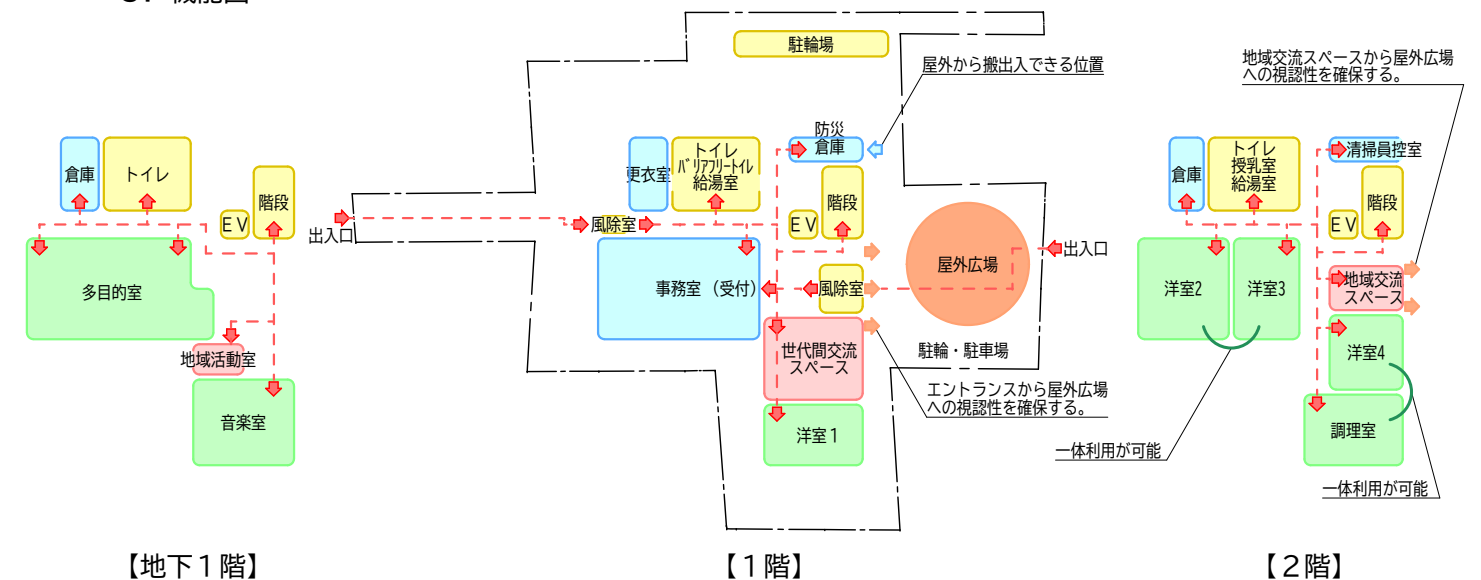 駐輪場
屋外から搬出入できる位置
地域交流スペースから屋外広場
への視認性を確保する。
倉庫
トイレ
階段
ＥＶ
多目的室
地域活動室
音楽室
【地下１階】
出入口
風除室
更衣室
トイレ
バリアフリートイレ
給湯室
防災
倉庫
階段
ＥＶ
事務室（受付）
風除室
屋外広場
出入口
世代間交流
スペース
駐輪・駐車場
エントランスから屋外広場
への視認性を確保する。
洋室１
【１階】
倉庫
トイレ
授乳室
給湯室
清掃員控室
階段
ＥＶ
洋室2
洋室3
地域交流
スペース
洋室4
調理室
一体利用が可能
一体利用が可能
【２階】